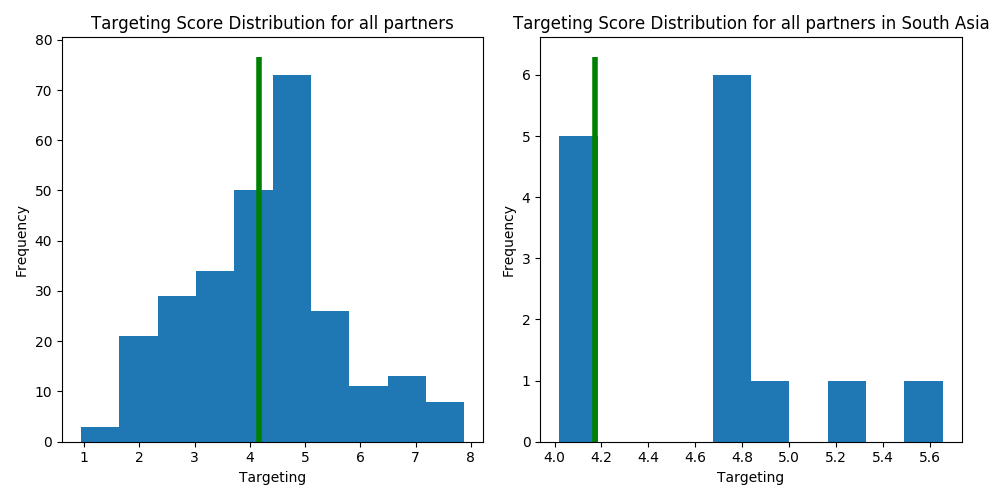 Targeting Score Distribution for all partners
80
70
60
50
40
30
20
10
0
Frequency
1 2 3 4 5 6 7 8
Targeting
Targeting Score Distribution for all partners in South Asia
6
5
4
3
2
1
0
Frequency
4.0 4.2 4.4 4.6 4.8 5.0 5.2 5.4 5.6
Targeting